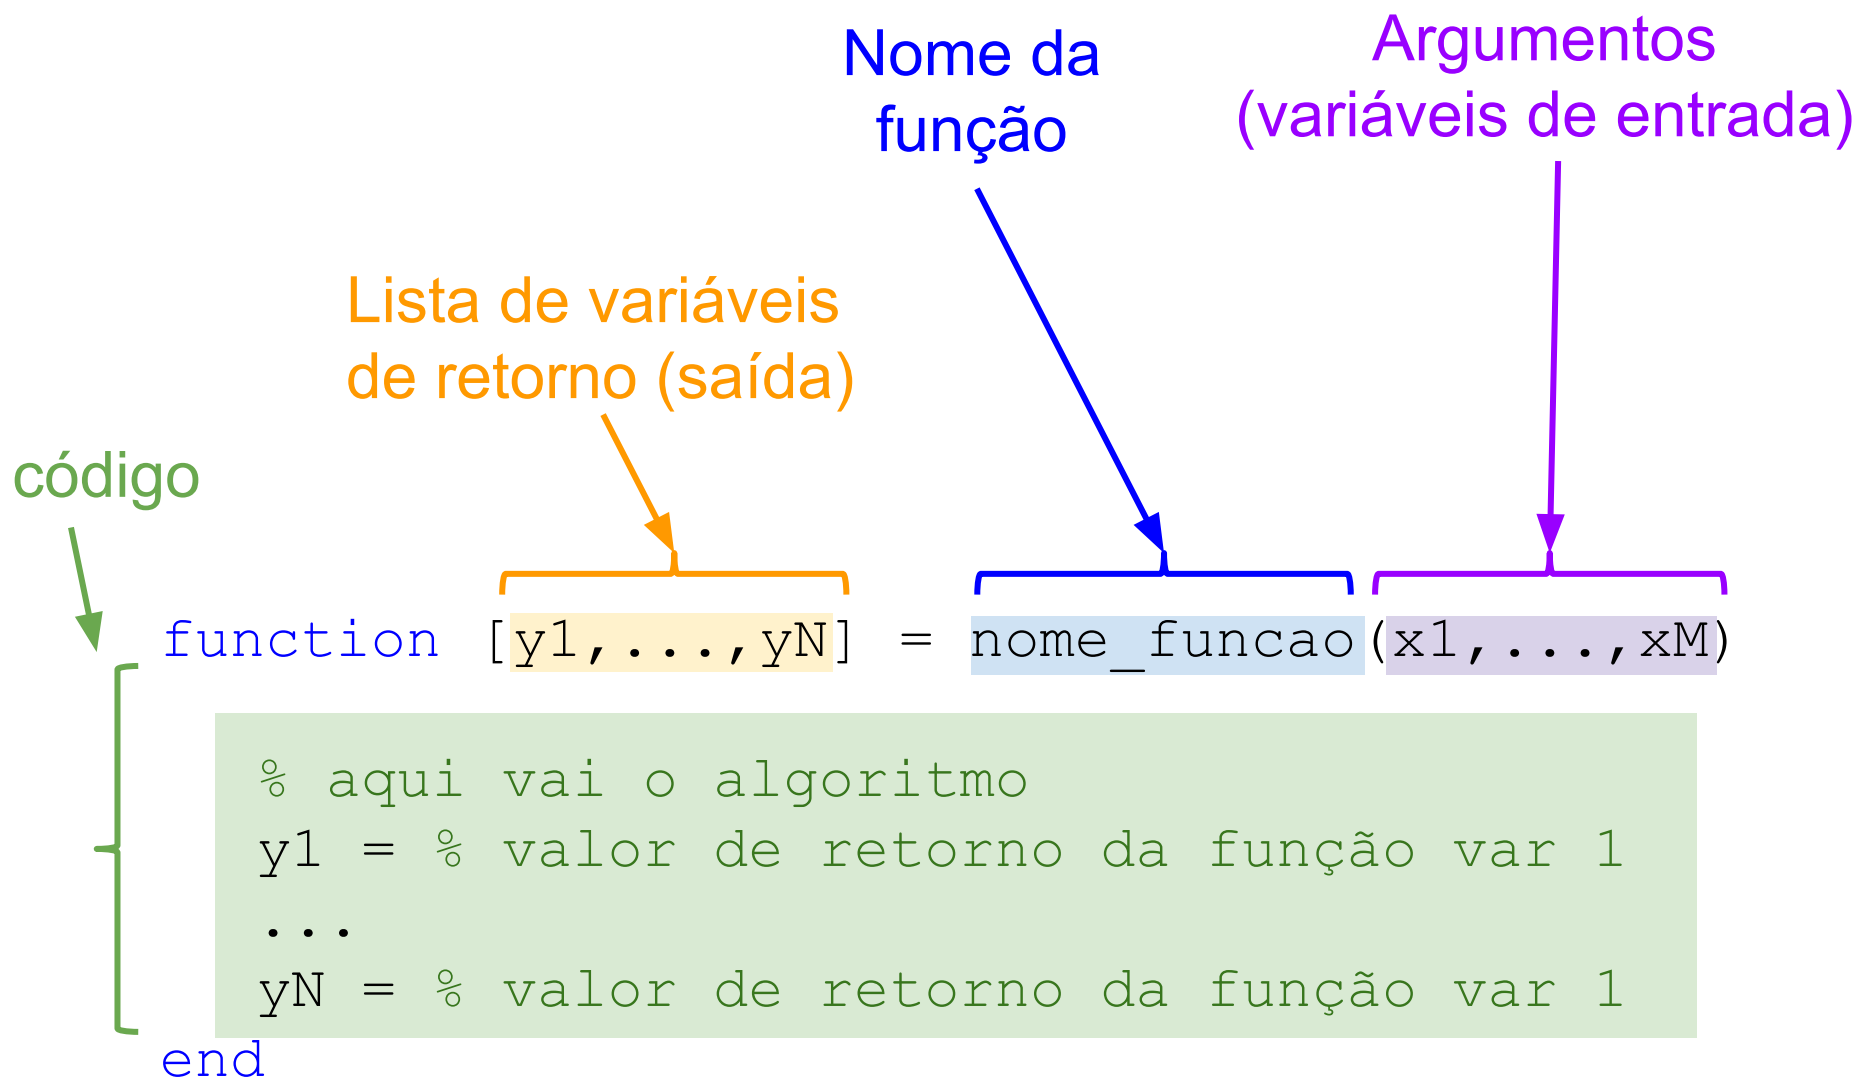 Nome da
função
Argumentos
(variáveis de entrada)
Lista de variáveis
de retorno (saída)
código
function [y1,...,yN] = nome_funcao(x1,...,xM)
% aqui vai o algoritmo
y1 = % valor de retorno da função var 1
...
yN = % valor de retorno da função var 1
end